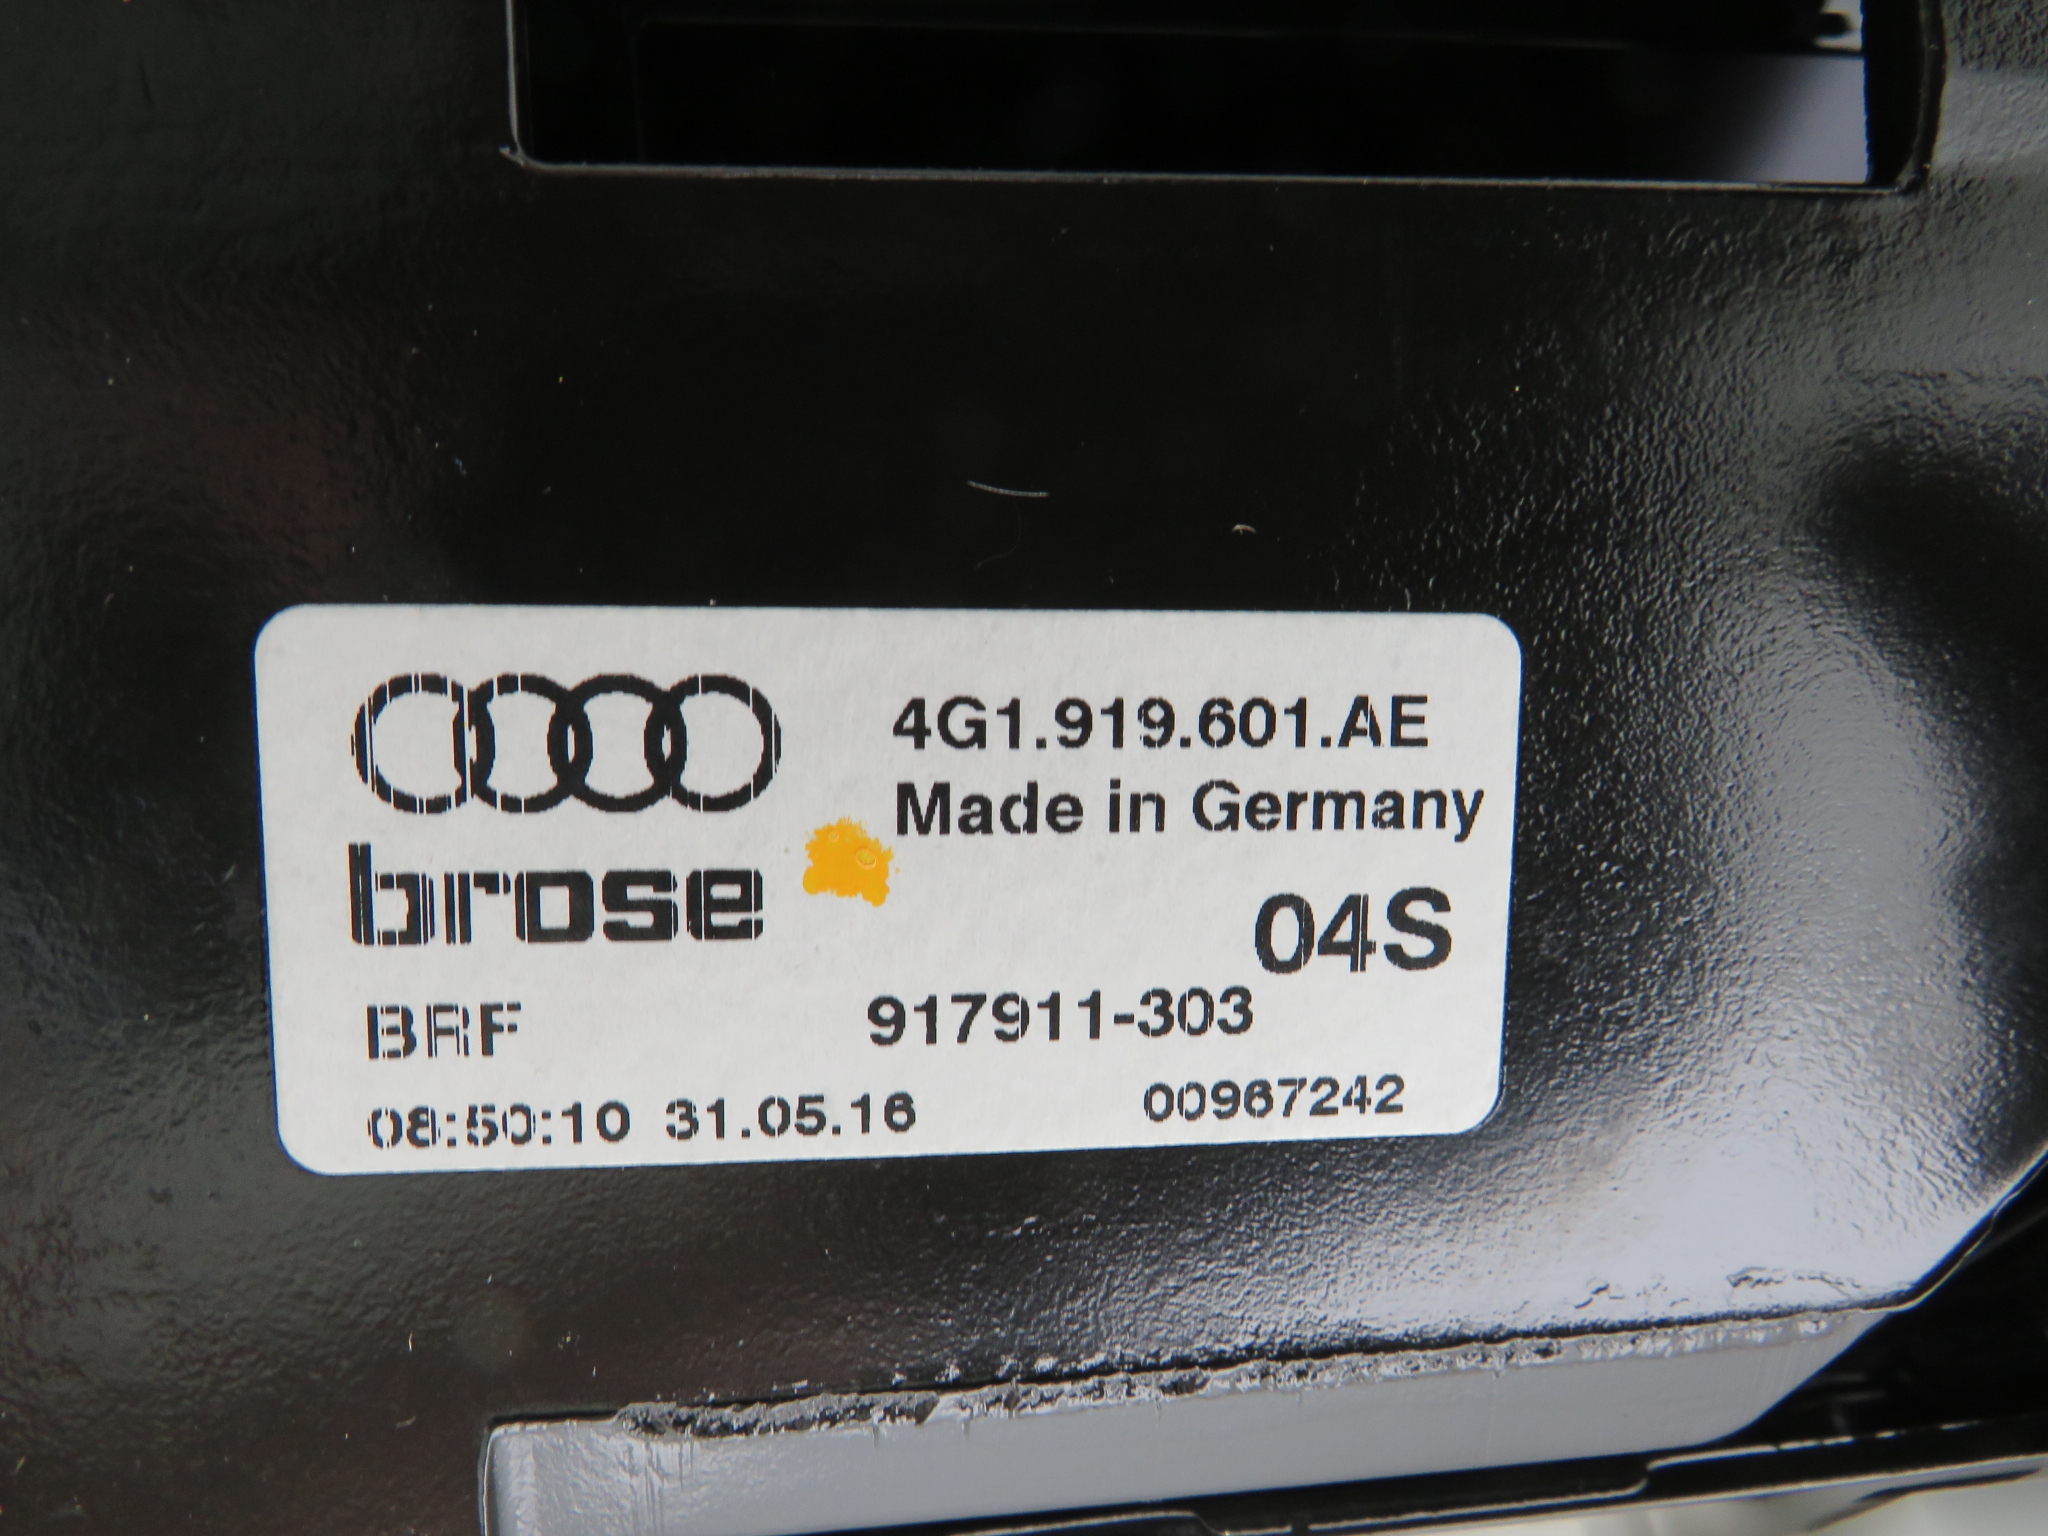 4G1.919.601.AE
Made in Germany
brose
04S
BRF 917911-303
08:50:10 31.05.16 00967242